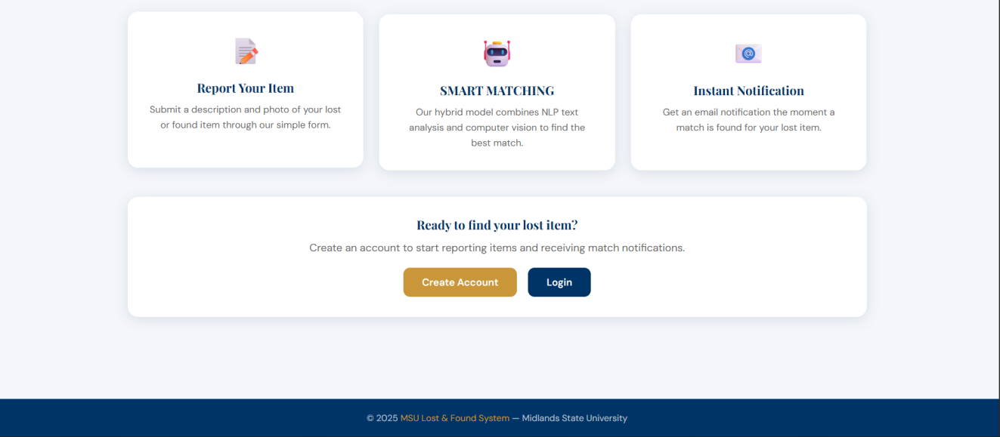 Report Your Item
Submit a description and photo of your lost
or found item through our simple form.
SMART MATCHING
Our hybrid model combines NLP text
analysis and computer vision to find the
best match.
@
Instant Notification
Get an email notification the moment a
match is found for your lost item.
Ready to find your lost item?
Create an account to start reporting items and receiving match notifications.
Create Account
Login
© 2025 MSU Lost & Found System — Midlands State University